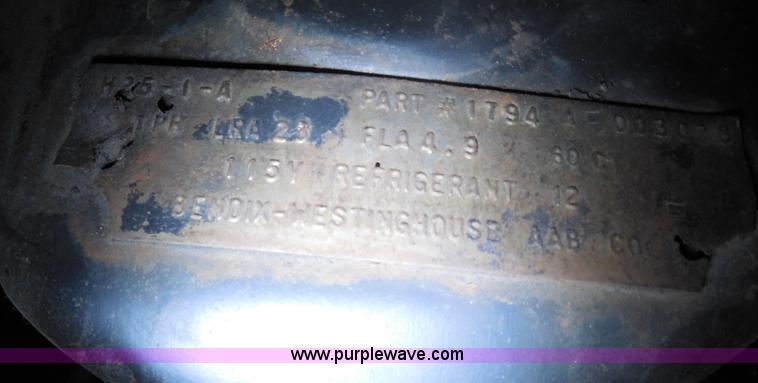 H25-1-A PART #1794
1PH LRA 23 FLA 4.9 60 C
115V REFRIGERANT 12
BENDIX-WESTINGHOUSE AAB CO.
www.purplewave.com